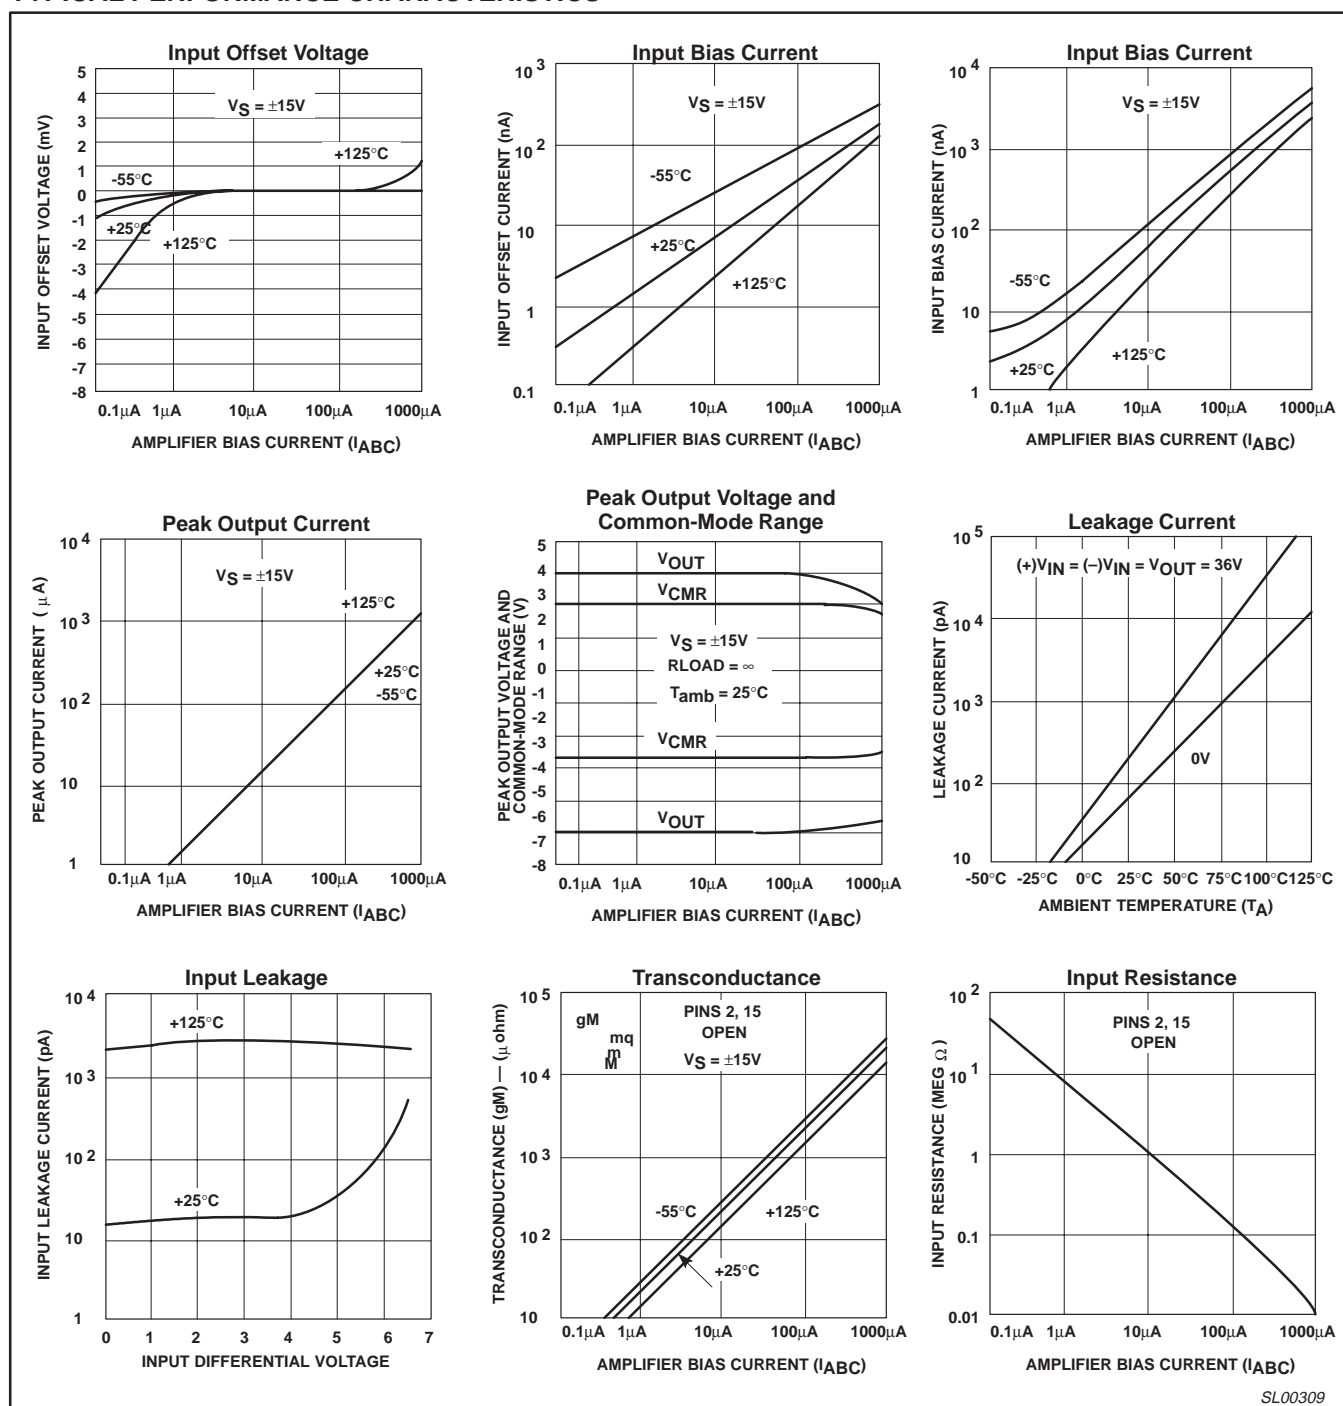 Input Offset Voltage
5
4
3
2
1
0
-1
-2
-3
-4
-5
-6
-7
-8
INPUT OFFSET VOLTAGE (mV)
VS = ±15V
+125°C
-55°C
+25°C
+125°C
0.1µA 1µA 10µA 100µA 1000µA
AMPLIFIER BIAS CURRENT (IABC)
Input Bias Current
10 3
10 2
10
1
0.1
INPUT OFFSET CURRENT (nA)
VS = ±15V
-55°C
+25°C
+125°C
0.1µA 1µA 10µA 100µA 1000µA
AMPLIFIER BIAS CURRENT (IABC)
Input Bias Current
10 4
10 3
10 2
10
1
INPUT BIAS CURRENT (nA)
VS = ±15V
-55°C
+25°C
+125°C
0.1µA 1µA 10µA 100µA 1000µA
AMPLIFIER BIAS CURRENT (IABC)
Peak Output Current
10 4
10 3
10 2
10
1
PEAK OUTPUT CURRENT ( µ A)
VS = ±15V
+125°C
+25°C
-55°C
0.1µA 1µA 10µA 100µA 1000µA
AMPLIFIER BIAS CURRENT (IABC)
Peak Output Voltage and
Common-Mode Range
5
4
3
2
1
0
-1
-2
-3
-4
-5
-6
-7
-8
PEAK OUTPUT VOLTAGE AND
COMMON-MODE RANGE (V)
VOUT
VCMR
VS = ±15V
RLOAD = ∞
Tamb = 25°C
VCMR
VOUT
0.1µA 1µA 10µA 100µA 1000µA
AMPLIFIER BIAS CURRENT (IABC)
Leakage Current
10 5
10 4
10 3
10 2
10
LEAKAGE CURRENT (pA)
(+)VIN = (–)VIN = VOUT = 36V
0V
-50°C -25°C 0°C 25°C 50°C 75°C 100°C 125°C
AMBIENT TEMPERATURE (TA)
Input Leakage
10 4
10 3
10 2
10
1
INPUT LEAKAGE CURRENT (pA)
+125°C
+25°C
0 1 2 3 4 5 6 7
INPUT DIFFERENTIAL VOLTAGE
Transconductance
10 5
10 4
10 3
10 2
10
TRANSCONDUCTANCE (gM) — (µ ohm)
gM
mq
m
M
PINS 2, 15
OPEN
VS = ±15V
-55°C
+125°C
+25°C
0.1µA 1µA 10µA 100µA 1000µA
AMPLIFIER BIAS CURRENT (IABC)
Input Resistance
10 2
10 1
1
0.1
0.01
INPUT RESISTANCE (MEG Ω)
PINS 2, 15
OPEN
0.1µA 1µA 10µA 100µA 1000µA
AMPLIFIER BIAS CURRENT (IABC)
SL00309